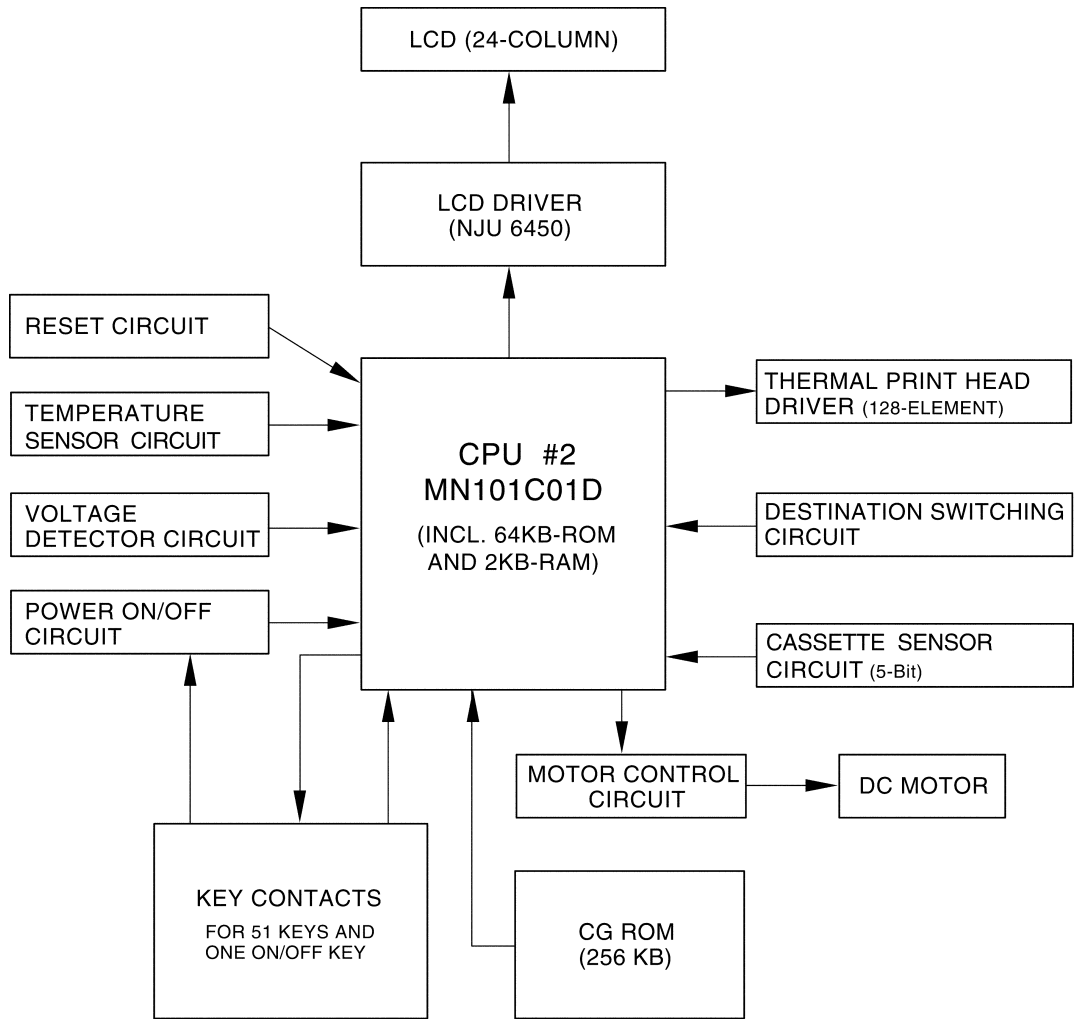 LCD (24-COLUMN)
LCD DRIVER
(NJU 6450)
RESET CIRCUIT
TEMPERATURE
SENSOR CIRCUIT
VOLTAGE
DETECTOR CIRCUIT
POWER ON/OFF
CIRCUIT
CPU #2
MN101C01D
(INCL. 64KB-ROM
AND 2KB-RAM)
THERMAL PRINT HEAD
DRIVER (128-ELEMENT)
DESTINATION SWITCHING
CIRCUIT
CASSETTE SENSOR
CIRCUIT (5-Bit)
MOTOR CONTROL
CIRCUIT
DC MOTOR
KEY CONTACTS
FOR 51 KEYS AND
ONE ON/OFF KEY
CG ROM
(256 KB)